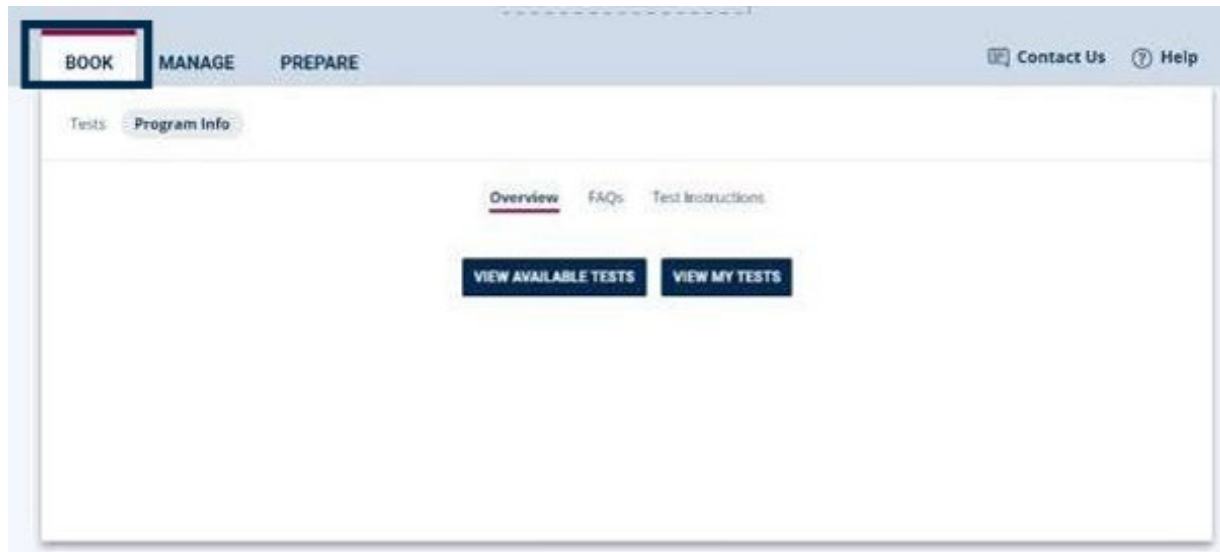 BOOK MANAGE PREPARE Contact Us Help
Tests Program Info
Overview FAQs Test Instructions
VIEW AVAILABLE TESTS VIEW MY TESTS